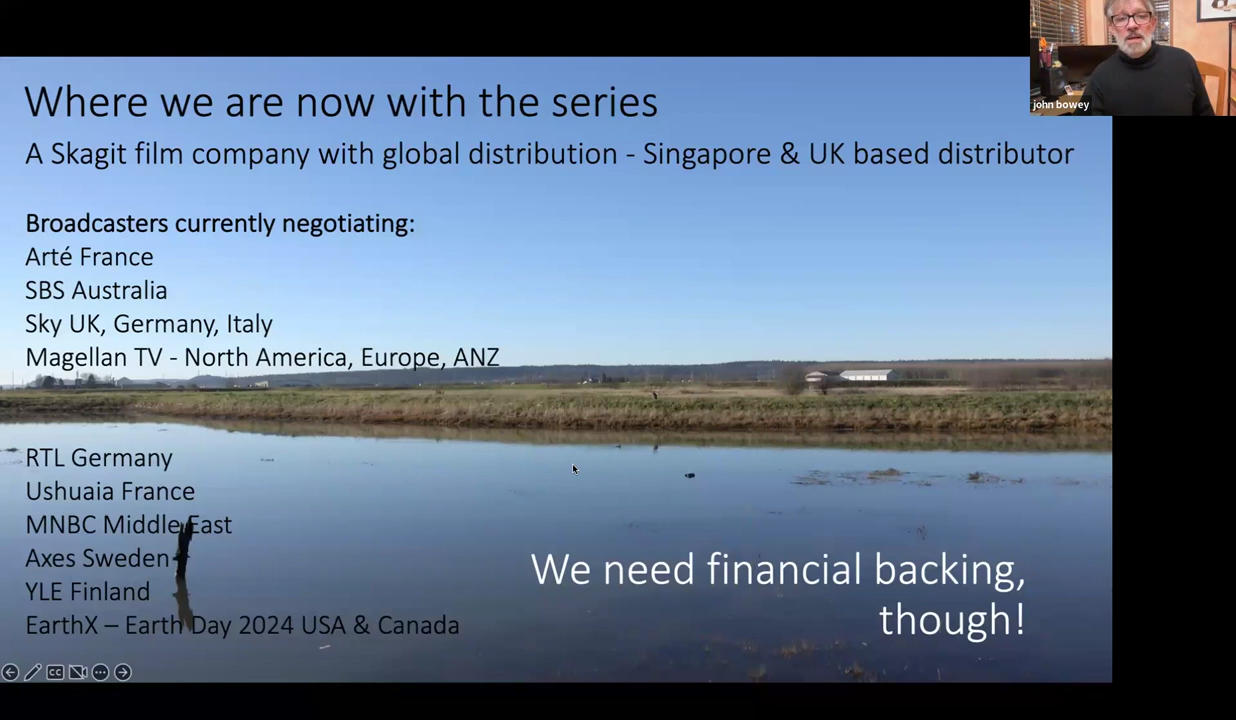 Where we are now with the series
A Skagit film company with global distribution - Singapore & UK based distributor
Broadcasters currently negotiating:
Arté France
SBS Australia
Sky UK, Germany, Italy
Magellan TV - North America, Europe, ANZ
RTL Germany
Ushuaia France
MNBC Middle East
Axes Sweden
YLE Finland
EarthX – Earth Day 2024 USA & Canada
We need financial backing,
though!
john bowey
CC